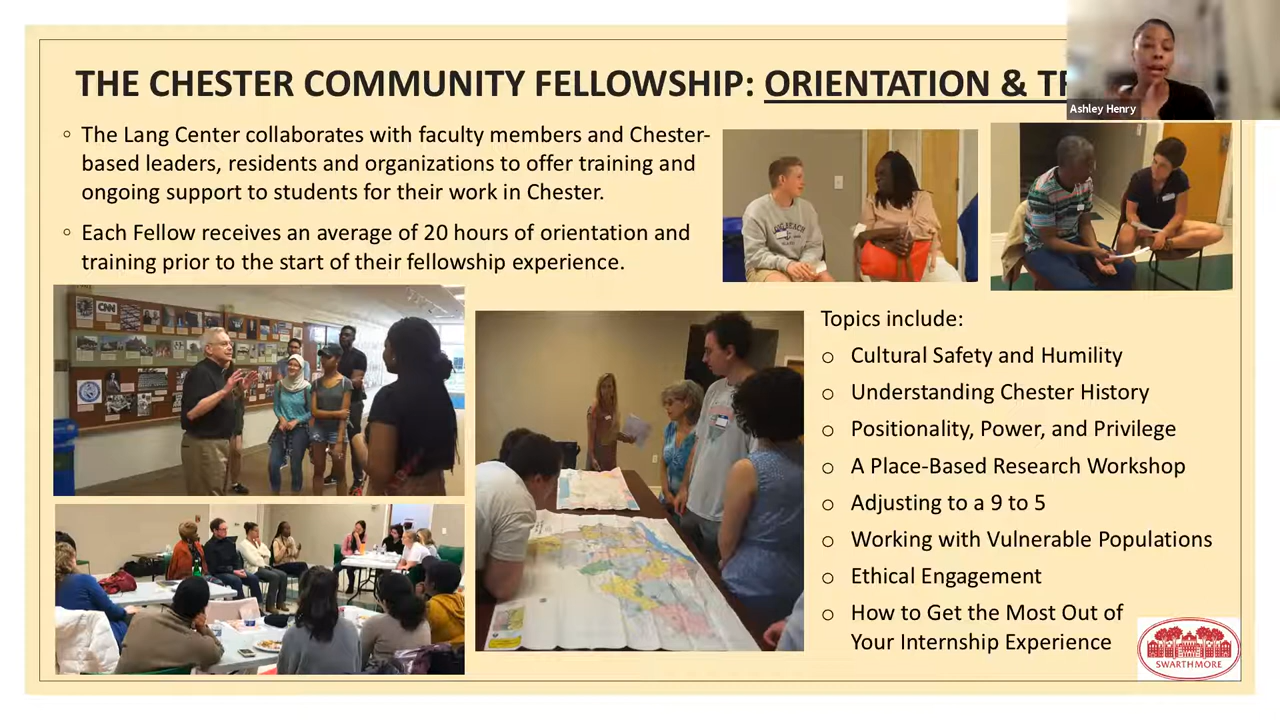 THE CHESTER COMMUNITY FELLOWSHIP: ORIENTATION & TR
Ashley Henry
◦ The Lang Center collaborates with faculty members and Chester-
based leaders, residents and organizations to offer training and
ongoing support to students for their work in Chester.
◦ Each Fellow receives an average of 20 hours of orientation and
training prior to the start of their fellowship experience.
CNN
Topics include:
o Cultural Safety and Humility
o Understanding Chester History
o Positionality, Power, and Privilege
o A Place-Based Research Workshop
o Adjusting to a 9 to 5
o Working with Vulnerable Populations
o Ethical Engagement
o How to Get the Most Out of
Your Internship Experience
SWARTHMORE